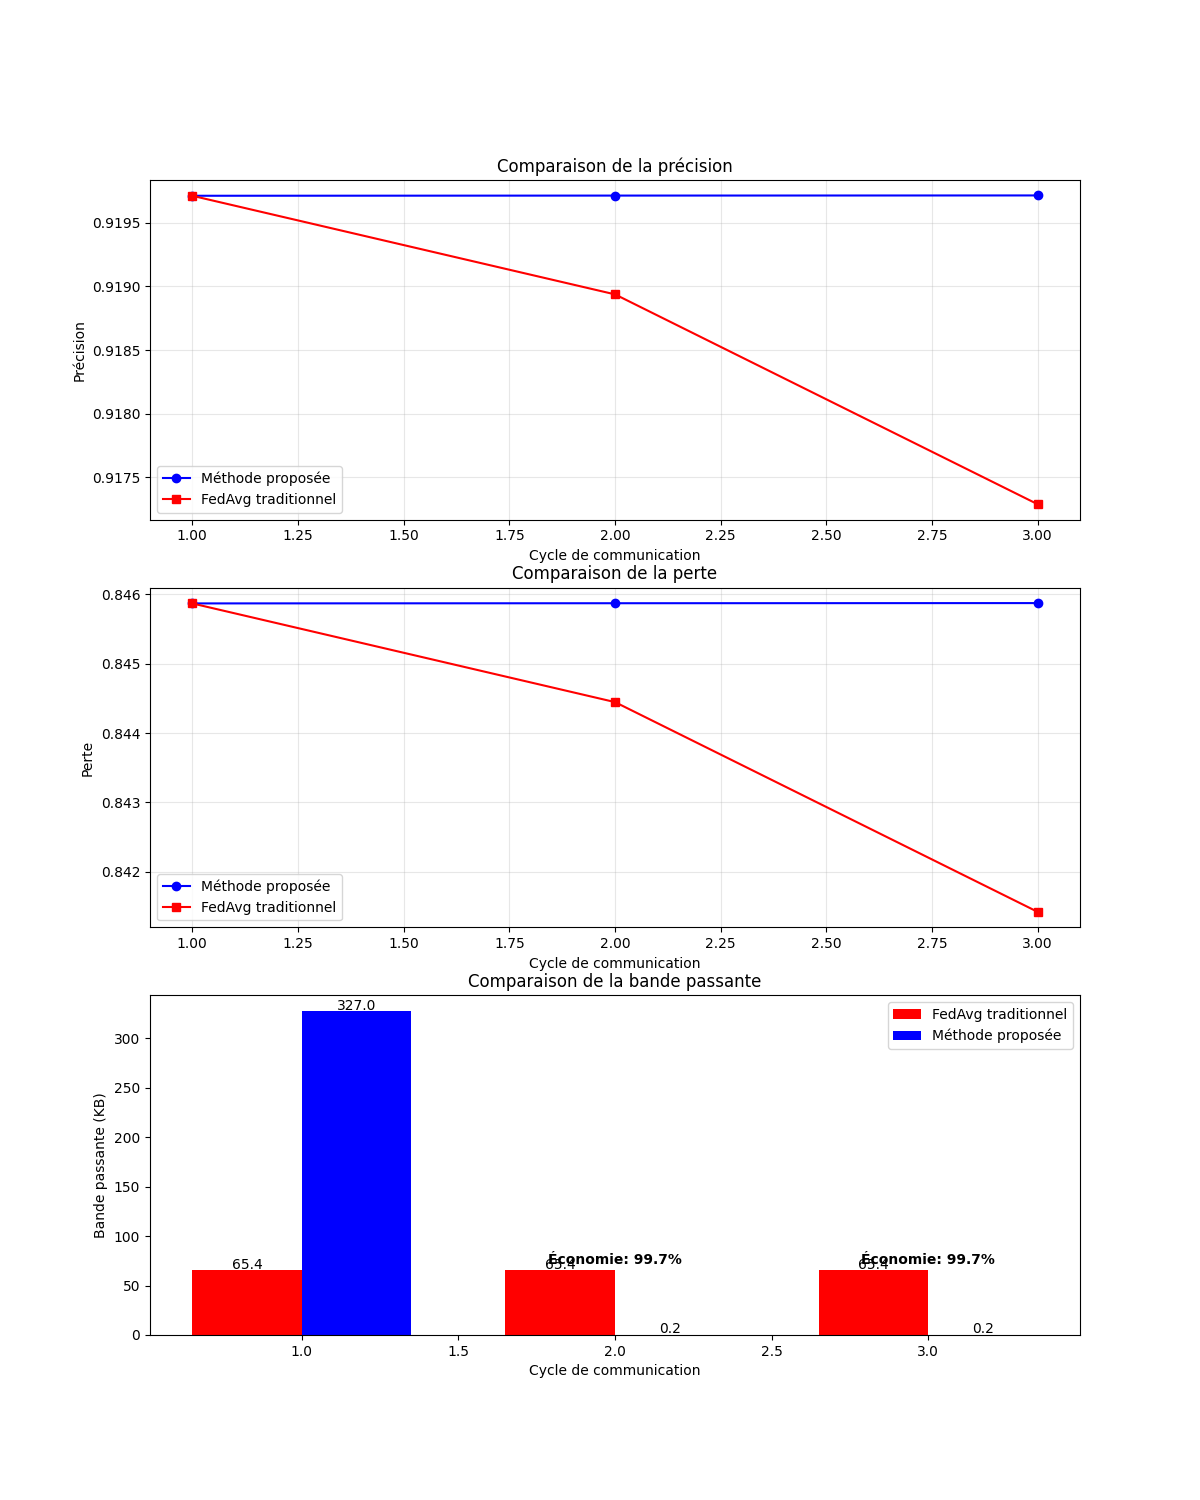 Comparaison de la précision
0.9195
0.9190
0.9185
0.9180
0.9175
Précision
Méthode proposée
FedAvg traditionnel
1.00 1.25 1.50 1.75 2.00 2.25 2.50 2.75 3.00
Cycle de communication
Comparaison de la perte
0.846
0.845
0.844
0.843
0.842
Perte
Méthode proposée
FedAvg traditionnel
1.00 1.25 1.50 1.75 2.00 2.25 2.50 2.75 3.00
Cycle de communication
Comparaison de la bande passante
300
250
200
150
100
50
0
Bande passante (KB)
327.0
FedAvg traditionnel
Méthode proposée
65.4
65.4
Économie: 99.7%
65.4
Économie: 99.7%
0.2
0.2
1.0 1.5 2.0 2.5 3.0
Cycle de communication